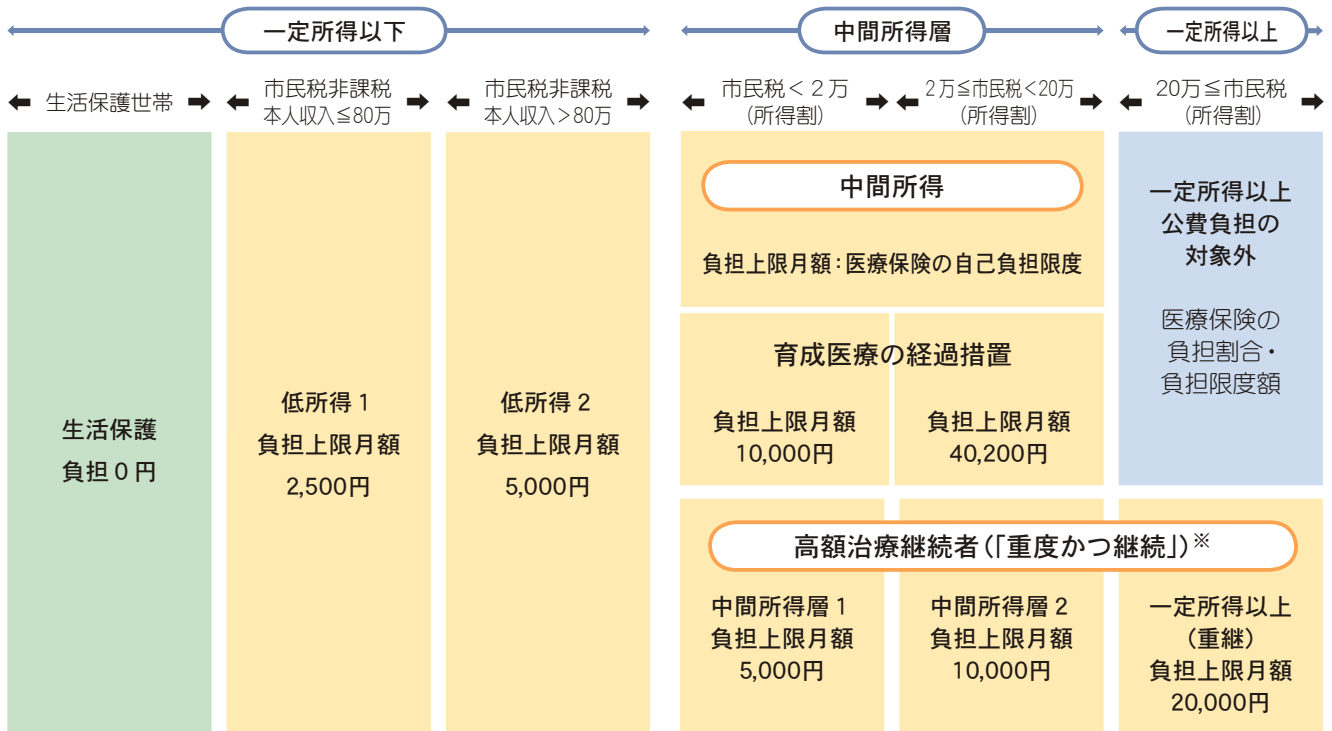 一定所得以下
中間所得層
一定所得以上
生活保護世帯
市民税非課税
本人収入≦80万
市民税非課税
本人収入>80万
市民税<2万
(所得割)
2万≦市民税<20万
(所得割)
20万≦市民税
(所得割)
生活保護
負担0円
低所得1
負担上限月額
2,500円
低所得2
負担上限月額
5,000円
中間所得
負担上限月額:医療保険の自己負担限度
育成医療の経過措置
負担上限月額
10,000円
負担上限月額
40,200円
一定所得以上
公費負担の
対象外
医療保険の
負担割合・
負担限度額
高額治療継続者(「重度かつ継続」)※
中間所得層1
負担上限月額
5,000円
中間所得層2
負担上限月額
10,000円
一定所得以上
(重継)
負担上限月額
20,000円